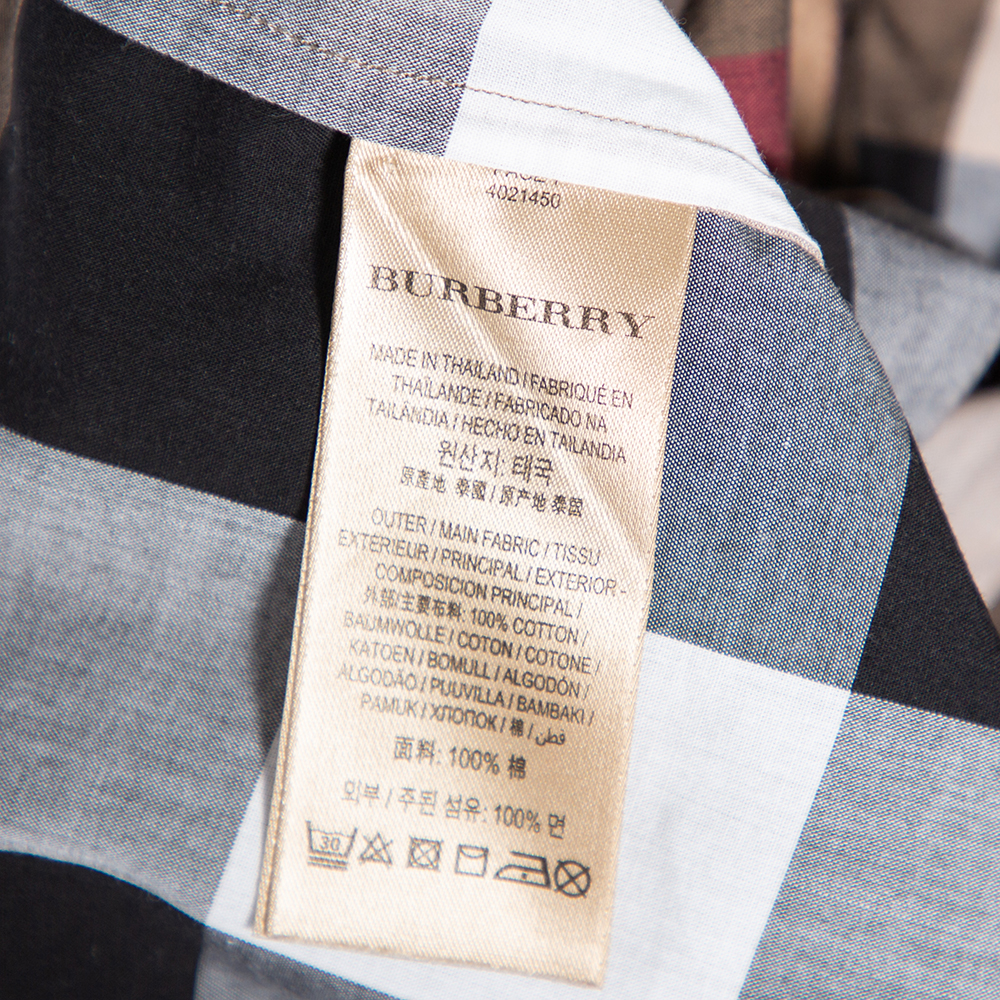 4021450
BURBERRY
MADE IN THAILAND / FABRIQUÉ EN
THAÏLANDE / FABRICADO NA
TAILÂNDIA / HECHO EN TAILANDIA
원산지: 태국
原產地 泰國 / 原产地 泰國
OUTER / MAIN FABRIC / TISSU
EXTERIEUR / PRINCIPAL / EXTERIOR -
COMPOSICION PRINCIPAL /
外部/主要布料: 100% COTTON /
BAUMWOLLE / COTON / COTONE /
KATOEN / BOMULL / ALGODÓN /
ALGODÃO / PUUVILLA / BAMBAKI /
PAMUK / ХЛОПОК / 棉 / قطن
面料: 100% 棉
외부 / 주된 섬유: 100% 면
30